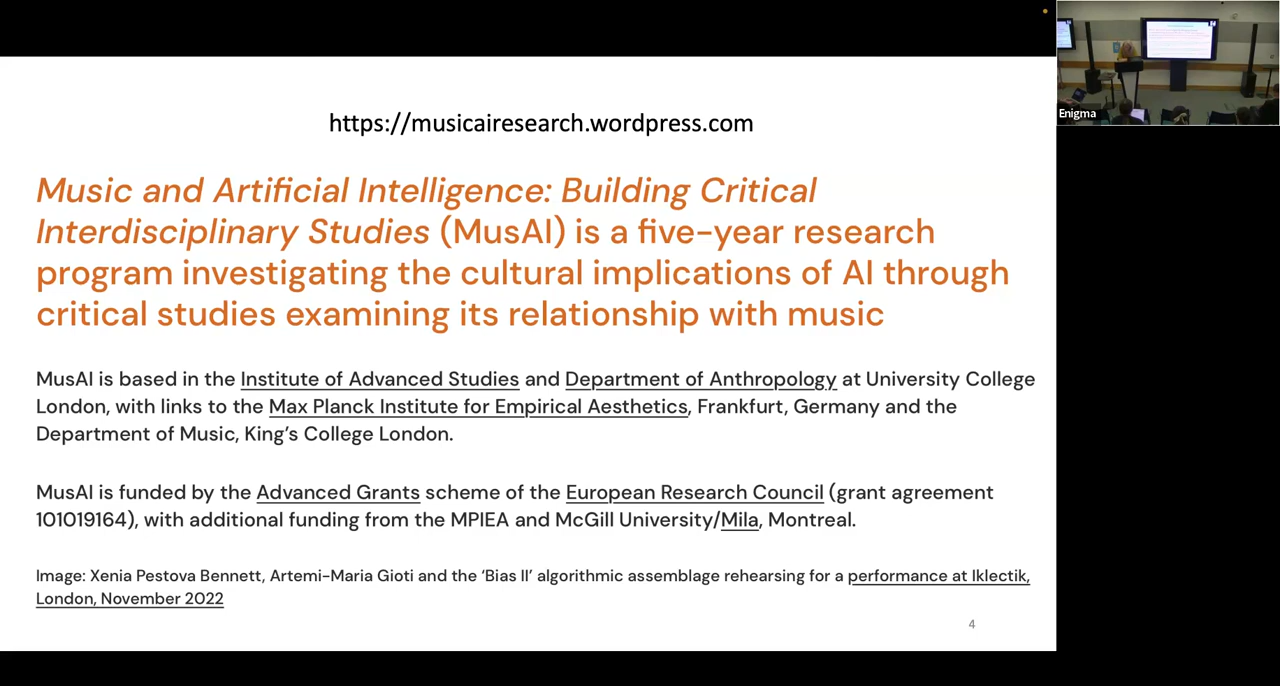 https://musicairesearch.wordpress.com
Music and Artificial Intelligence: Building Critical
Interdisciplinary Studies (MusAI) is a five-year research
program investigating the cultural implications of AI through
critical studies examining its relationship with music
MusAI is based in the Institute of Advanced Studies and Department of Anthropology at University College
London, with links to the Max Planck Institute for Empirical Aesthetics, Frankfurt, Germany and the
Department of Music, King’s College London.
MusAI is funded by the Advanced Grants scheme of the European Research Council (grant agreement
101019164), with additional funding from the MPIEA and McGill University/Mila, Montreal.
Image: Xenia Pestova Bennett, Artemi-Maria Gioti and the ‘Bias II’ algorithmic assemblage rehearsing for a performance at Iklectik,
London, November 2022
4
Enigma